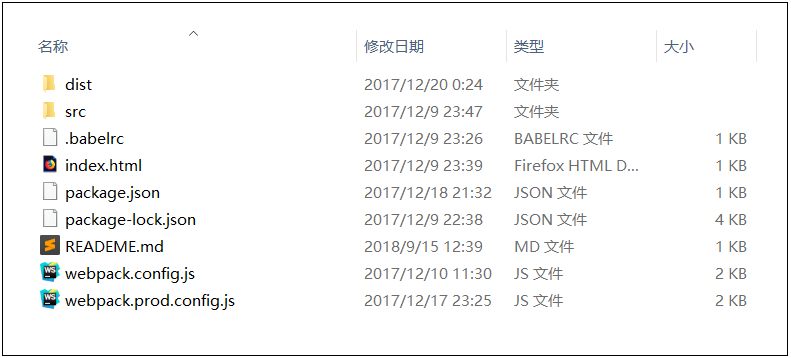 名称 修改日期 类型 大小
dist 2017/12/20 0:24 文件夹
src 2017/12/9 23:47 文件夹
.babelrc 2017/12/9 23:26 BABELRC 文件 1 KB
index.html 2017/12/9 23:39 Firefox HTML D... 1 KB
package.json 2017/12/18 21:32 JSON 文件 1 KB
package-lock.json 2017/12/9 22:38 JSON 文件 4 KB
READEME.md 2018/9/15 12:39 MD 文件 1 KB
WS webpack.config.js 2017/12/10 11:30 JS 文件 2 KB
WS webpack.prod.config.js 2017/12/17 23:25 JS 文件 2 KB